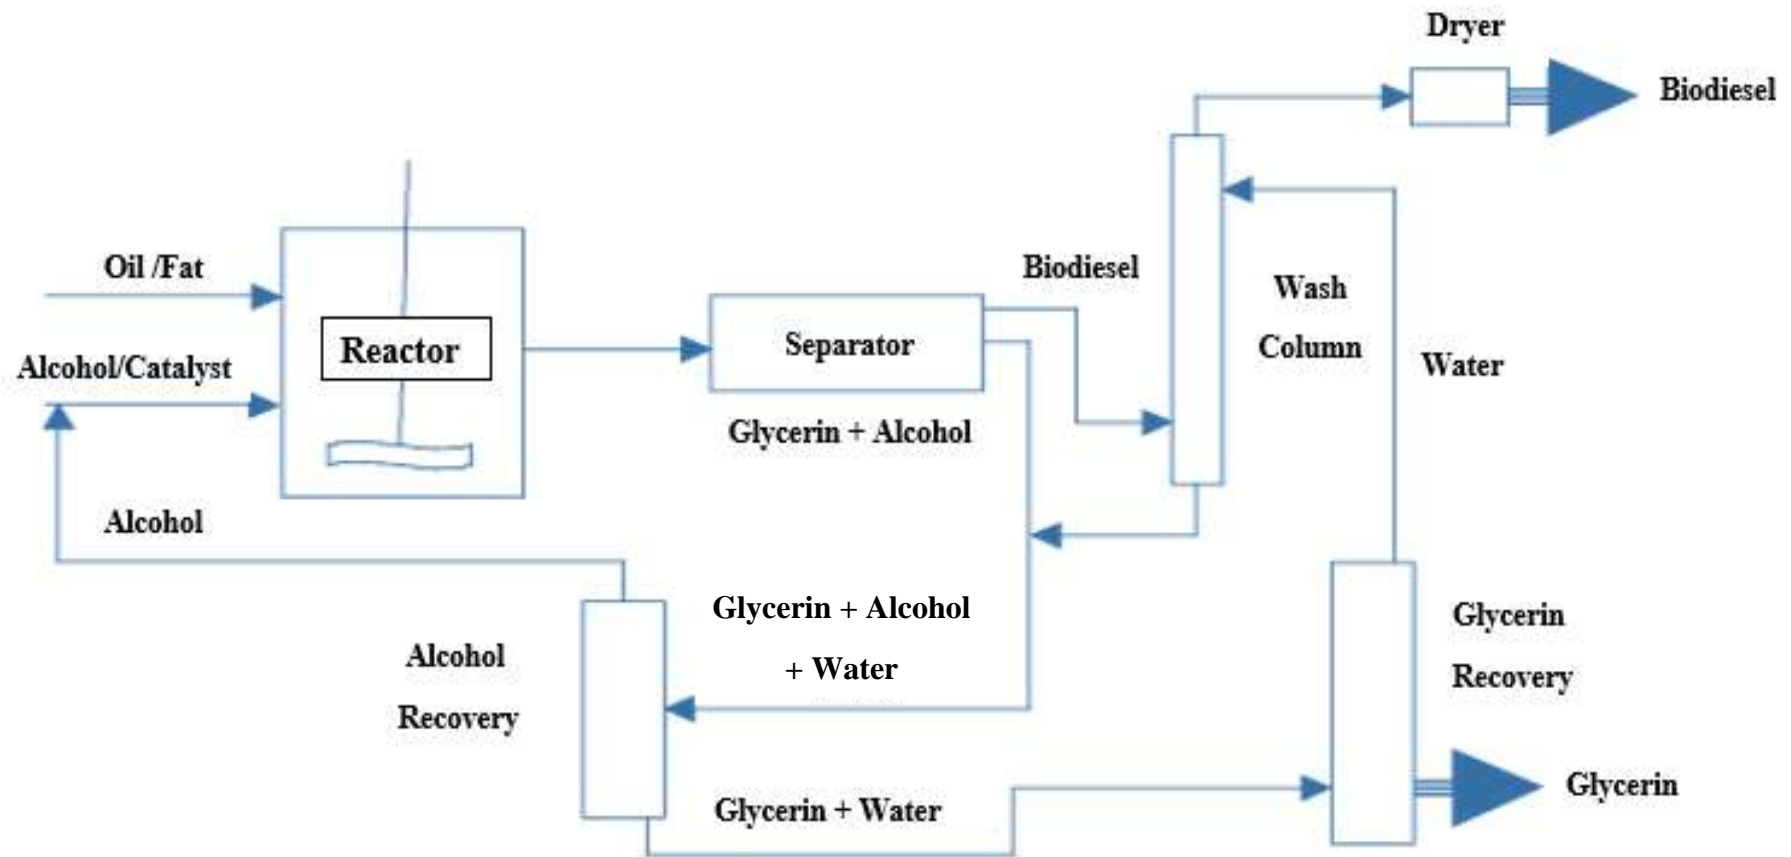 Dryer
Biodiesel
Oil /Fat
Biodiesel
Wash
Column
Reactor
Separator
Alcohol/Catalyst
Water
Glycerin + Alcohol
Alcohol
Glycerin + Alcohol
+ Water
Glycerin
Recovery
Alcohol
Recovery
Glycerin + Water
Glycerin